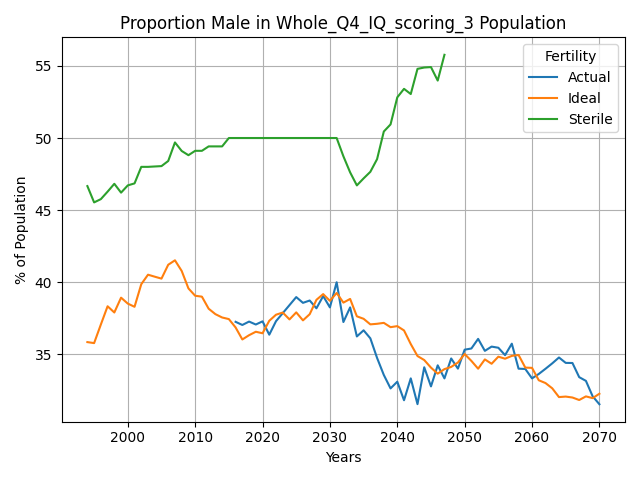 Proportion Male in Whole_Q4_IQ_scoring_3 Population
Fertility
Actual
Ideal
Sterile
% of Population
55
50
45
40
35
2000 2010 2020 2030 2040 2050 2060 2070
Years